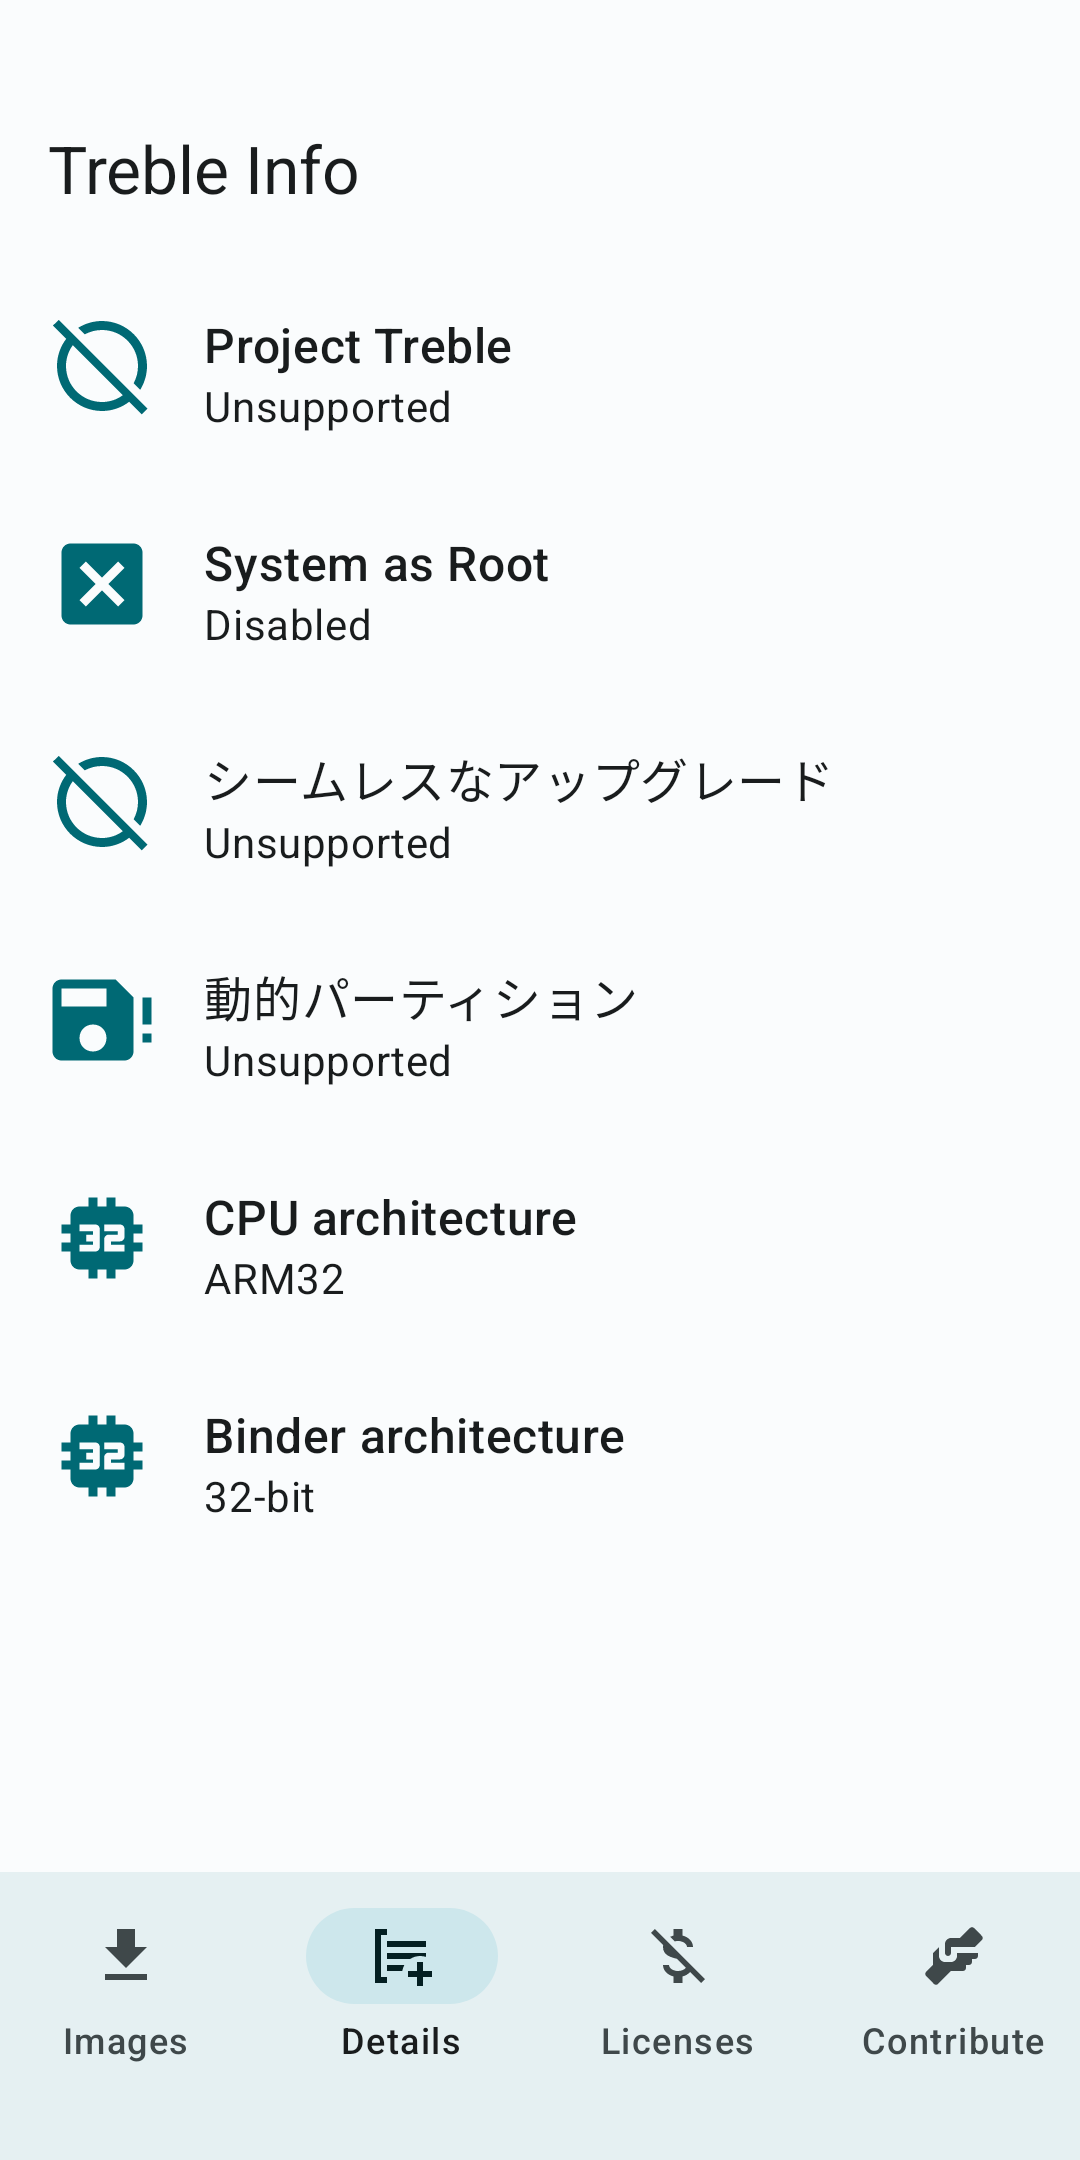 Treble Info
Project Treble
Unsupported
System as Root
Disabled
シームレスなアップグレード
Unsupported
動的パーティション
Unsupported
32
CPU architecture
ARM32
32
Binder architecture
32-bit
Images
Details
Licenses
Contribute